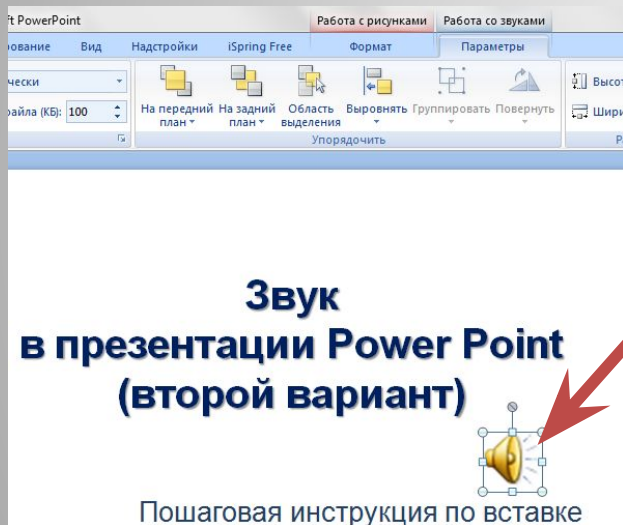 ft PowerPoint Работа с рисунками Работа со звуками
рование Вид Надстройки iSpring Free Формат Параметры
чески На передний план На задний план Область выделения Выровнять Группировать Повернуть Высот
райла (КБ): 100 Шири
Упорядочить Р
Звук
в презентации Power Point
(второй вариант)
Пошаговая инструкция по вставке